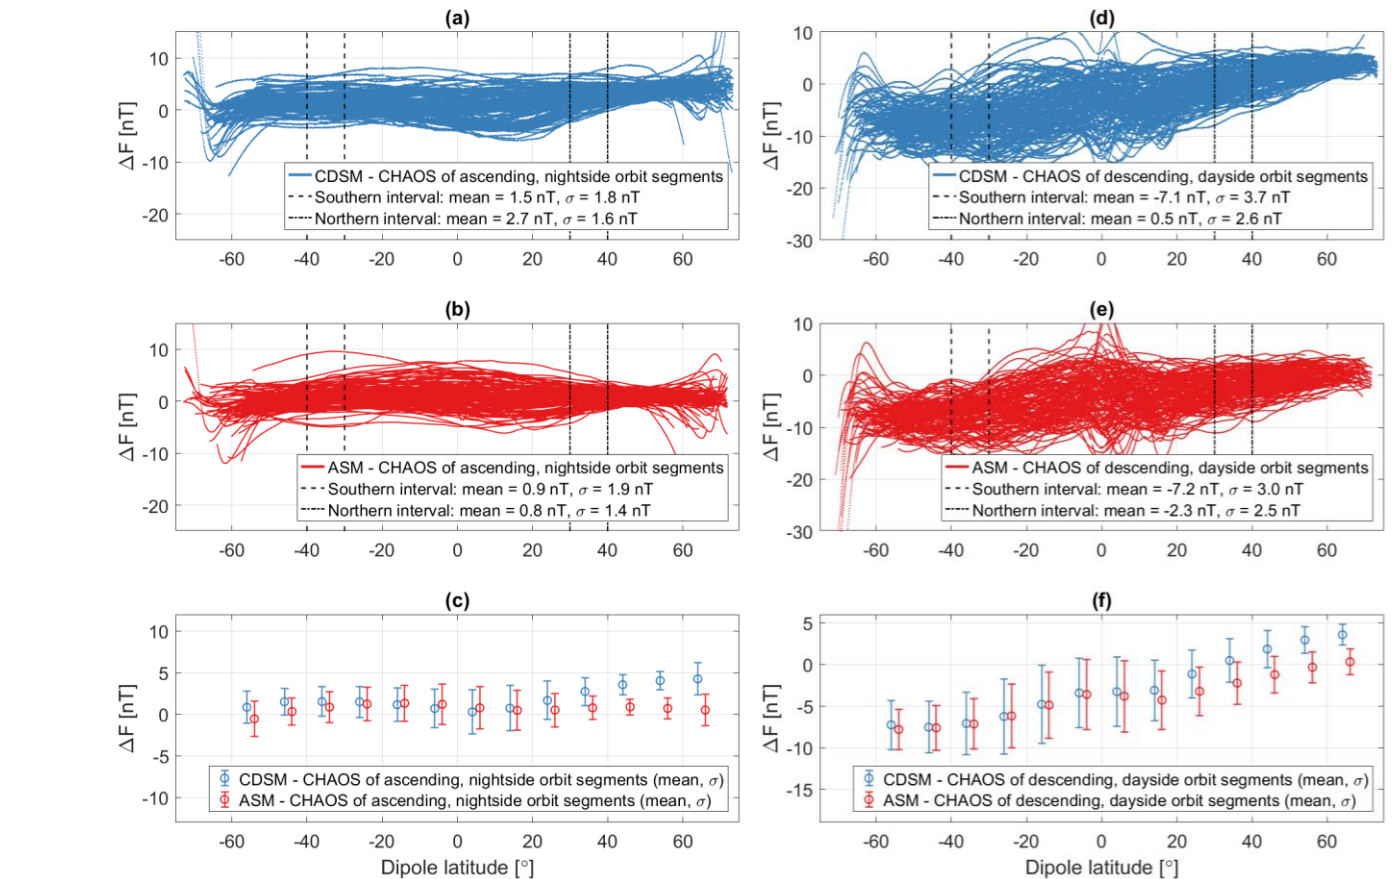 (a)
10
0
-10
-20
ΔF [nT]
CDSM - CHAOS of ascending, nightside orbit segments
Southern interval: mean = 1.5 nT, σ = 1.8 nT
Northern interval: mean = 2.7 nT, σ = 1.6 nT
-60 -40 -20 0 20 40 60
(d)
10
0
-10
-20
-30
ΔF [nT]
CDSM - CHAOS of descending, dayside orbit segments
Southern interval: mean = -7.1 nT, σ = 3.7 nT
Northern interval: mean = 0.5 nT, σ = 2.6 nT
-60 -40 -20 0 20 40 60
(b)
10
0
-10
-20
ΔF [nT]
ASM - CHAOS of ascending, nightside orbit segments
Southern interval: mean = 0.9 nT, σ = 1.9 nT
Northern interval: mean = 0.8 nT, σ = 1.4 nT
-60 -40 -20 0 20 40 60
(e)
10
0
-10
-20
-30
ΔF [nT]
ASM - CHAOS of descending, dayside orbit segments
Southern interval: mean = -7.2 nT, σ = 3.0 nT
Northern interval: mean = -2.3 nT, σ = 2.5 nT
-60 -40 -20 0 20 40 60
(c)
10
5
0
-5
-10
ΔF [nT]
CDSM - CHAOS of ascending, nightside orbit segments (mean, σ)
ASM - CHAOS of ascending, nightside orbit segments (mean, σ)
-60 -40 -20 0 20 40 60
Dipole latitude [°]
(f)
5
0
-5
-10
-15
ΔF [nT]
CDSM - CHAOS of descending, dayside orbit segments (mean, σ)
ASM - CHAOS of descending, dayside orbit segments (mean, σ)
-60 -40 -20 0 20 40 60
Dipole latitude [°]